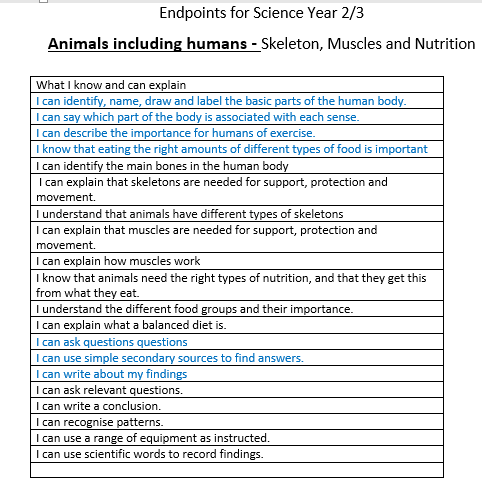 Endpoints for Science Year 2/3
Animals including humans - Skeleton, Muscles and Nutrition
What I know and can explain
I can identify, name, draw and label the basic parts of the human body.
I can say which part of the body is associated with each sense.
I can describe the importance for humans of exercise.
I know that eating the right amounts of different types of food is important
I can identify the main bones in the human body
I can explain that skeletons are needed for support, protection and
movement.
I understand that animals have different types of skeletons
I can explain that muscles are needed for support, protection and
movement.
I can explain how muscles work
I know that animals need the right types of nutrition, and that they get this
from what they eat.
I understand the different food groups and their importance.
I can explain what a balanced diet is.
I can ask questions questions
I can use simple secondary sources to find answers.
I can write about my findings
I can ask relevant questions.
I can write a conclusion.
I can recognise patterns.
I can use a range of equipment as instructed.
I can use scientific words to record findings.